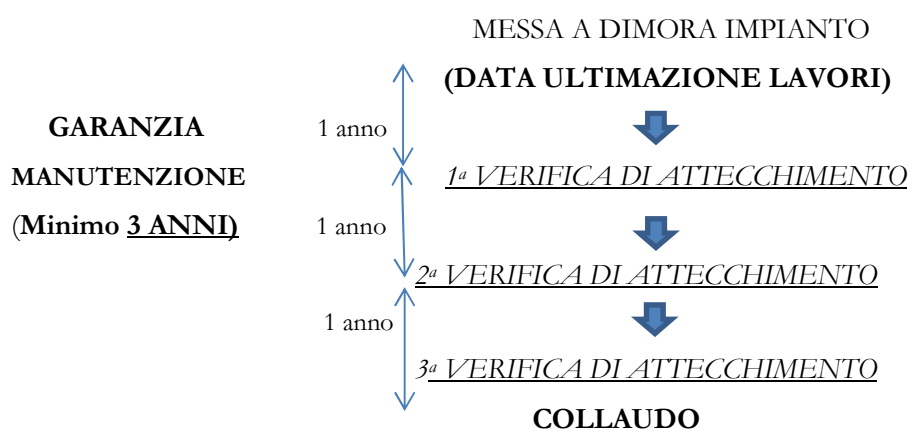 MESSA A DIMORA IMPIANTO
(DATA ULTIMAZIONE LAVORI)
GARANZIA
MANUTENZIONE
(Minimo 3 ANNI)
1 anno
1ª VERIFICA DI ATTECCHIMENTO
1 anno
2ª VERIFICA DI ATTECCHIMENTO
1 anno
3ª VERIFICA DI ATTECCHIMENTO
COLLAUDO